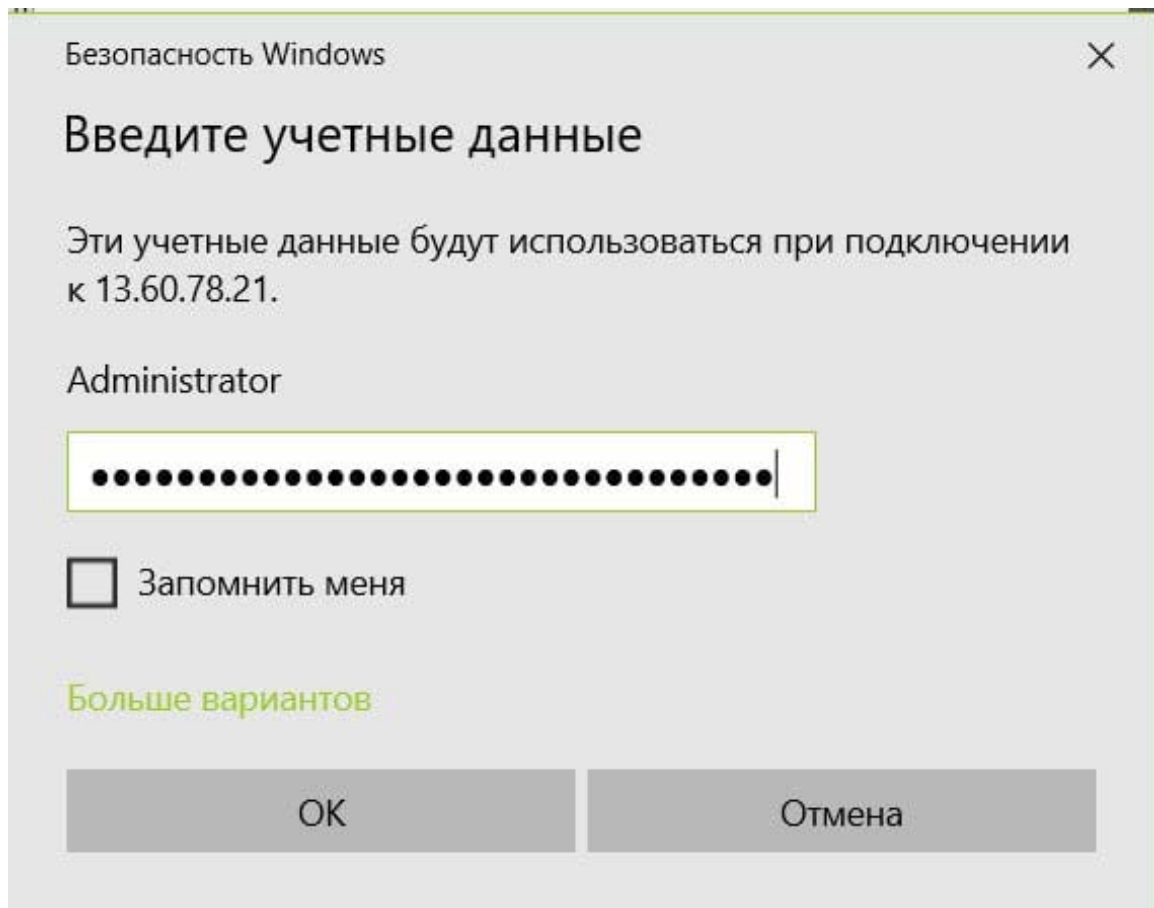 Безопасность Windows
Введите учетные данные
Эти учетные данные будут использоваться при подключении
к 13.60.78.21.
Administrator
••••••••••••••••••••••••••••••••
Запомнить меня
Больше вариантов
ОК
Отмена